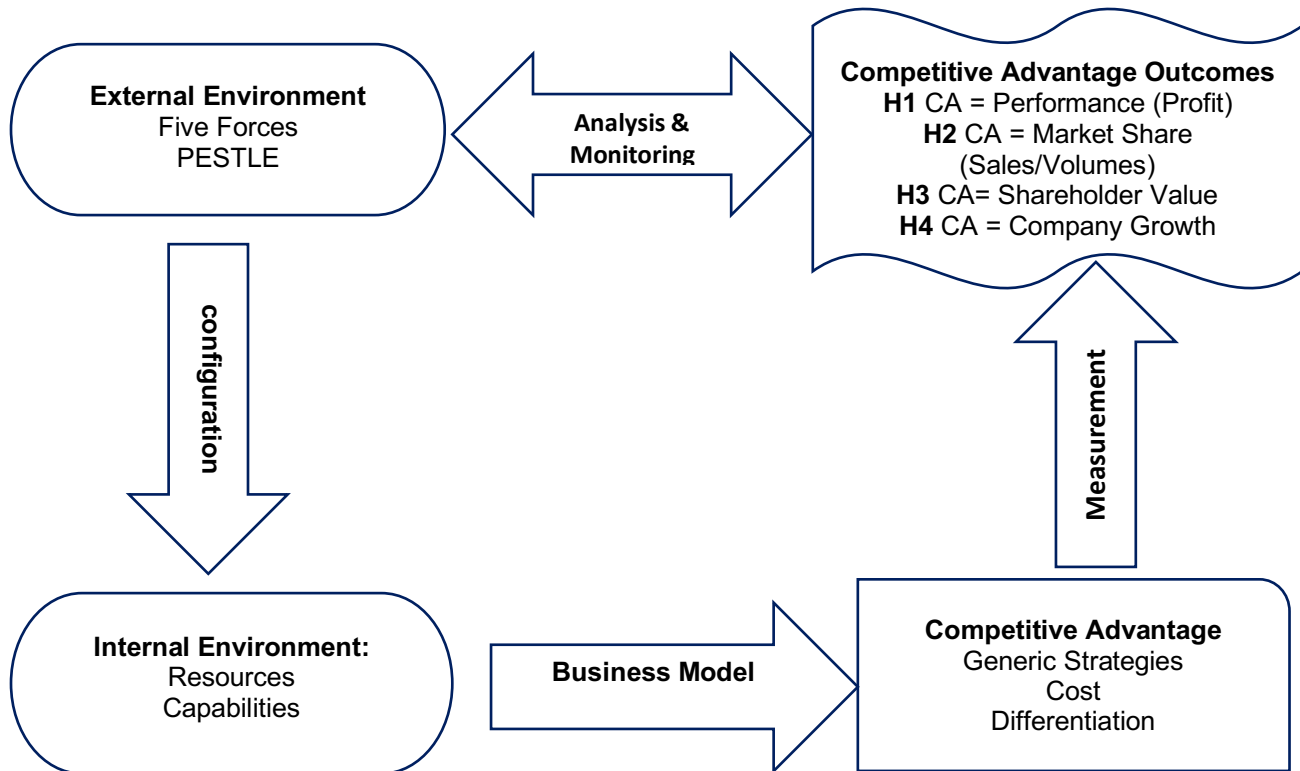 External Environment
Five Forces
PESTLE
Analysis &
Monitoring
Competitive Advantage Outcomes
H1 CA = Performance (Profit)
H2 CA = Market Share
(Sales/Volumes)
H3 CA= Shareholder Value
H4 CA = Company Growth
configuration
Measurement
Internal Environment:
Resources
Capabilities
Business Model
Competitive Advantage
Generic Strategies
Cost
Differentiation